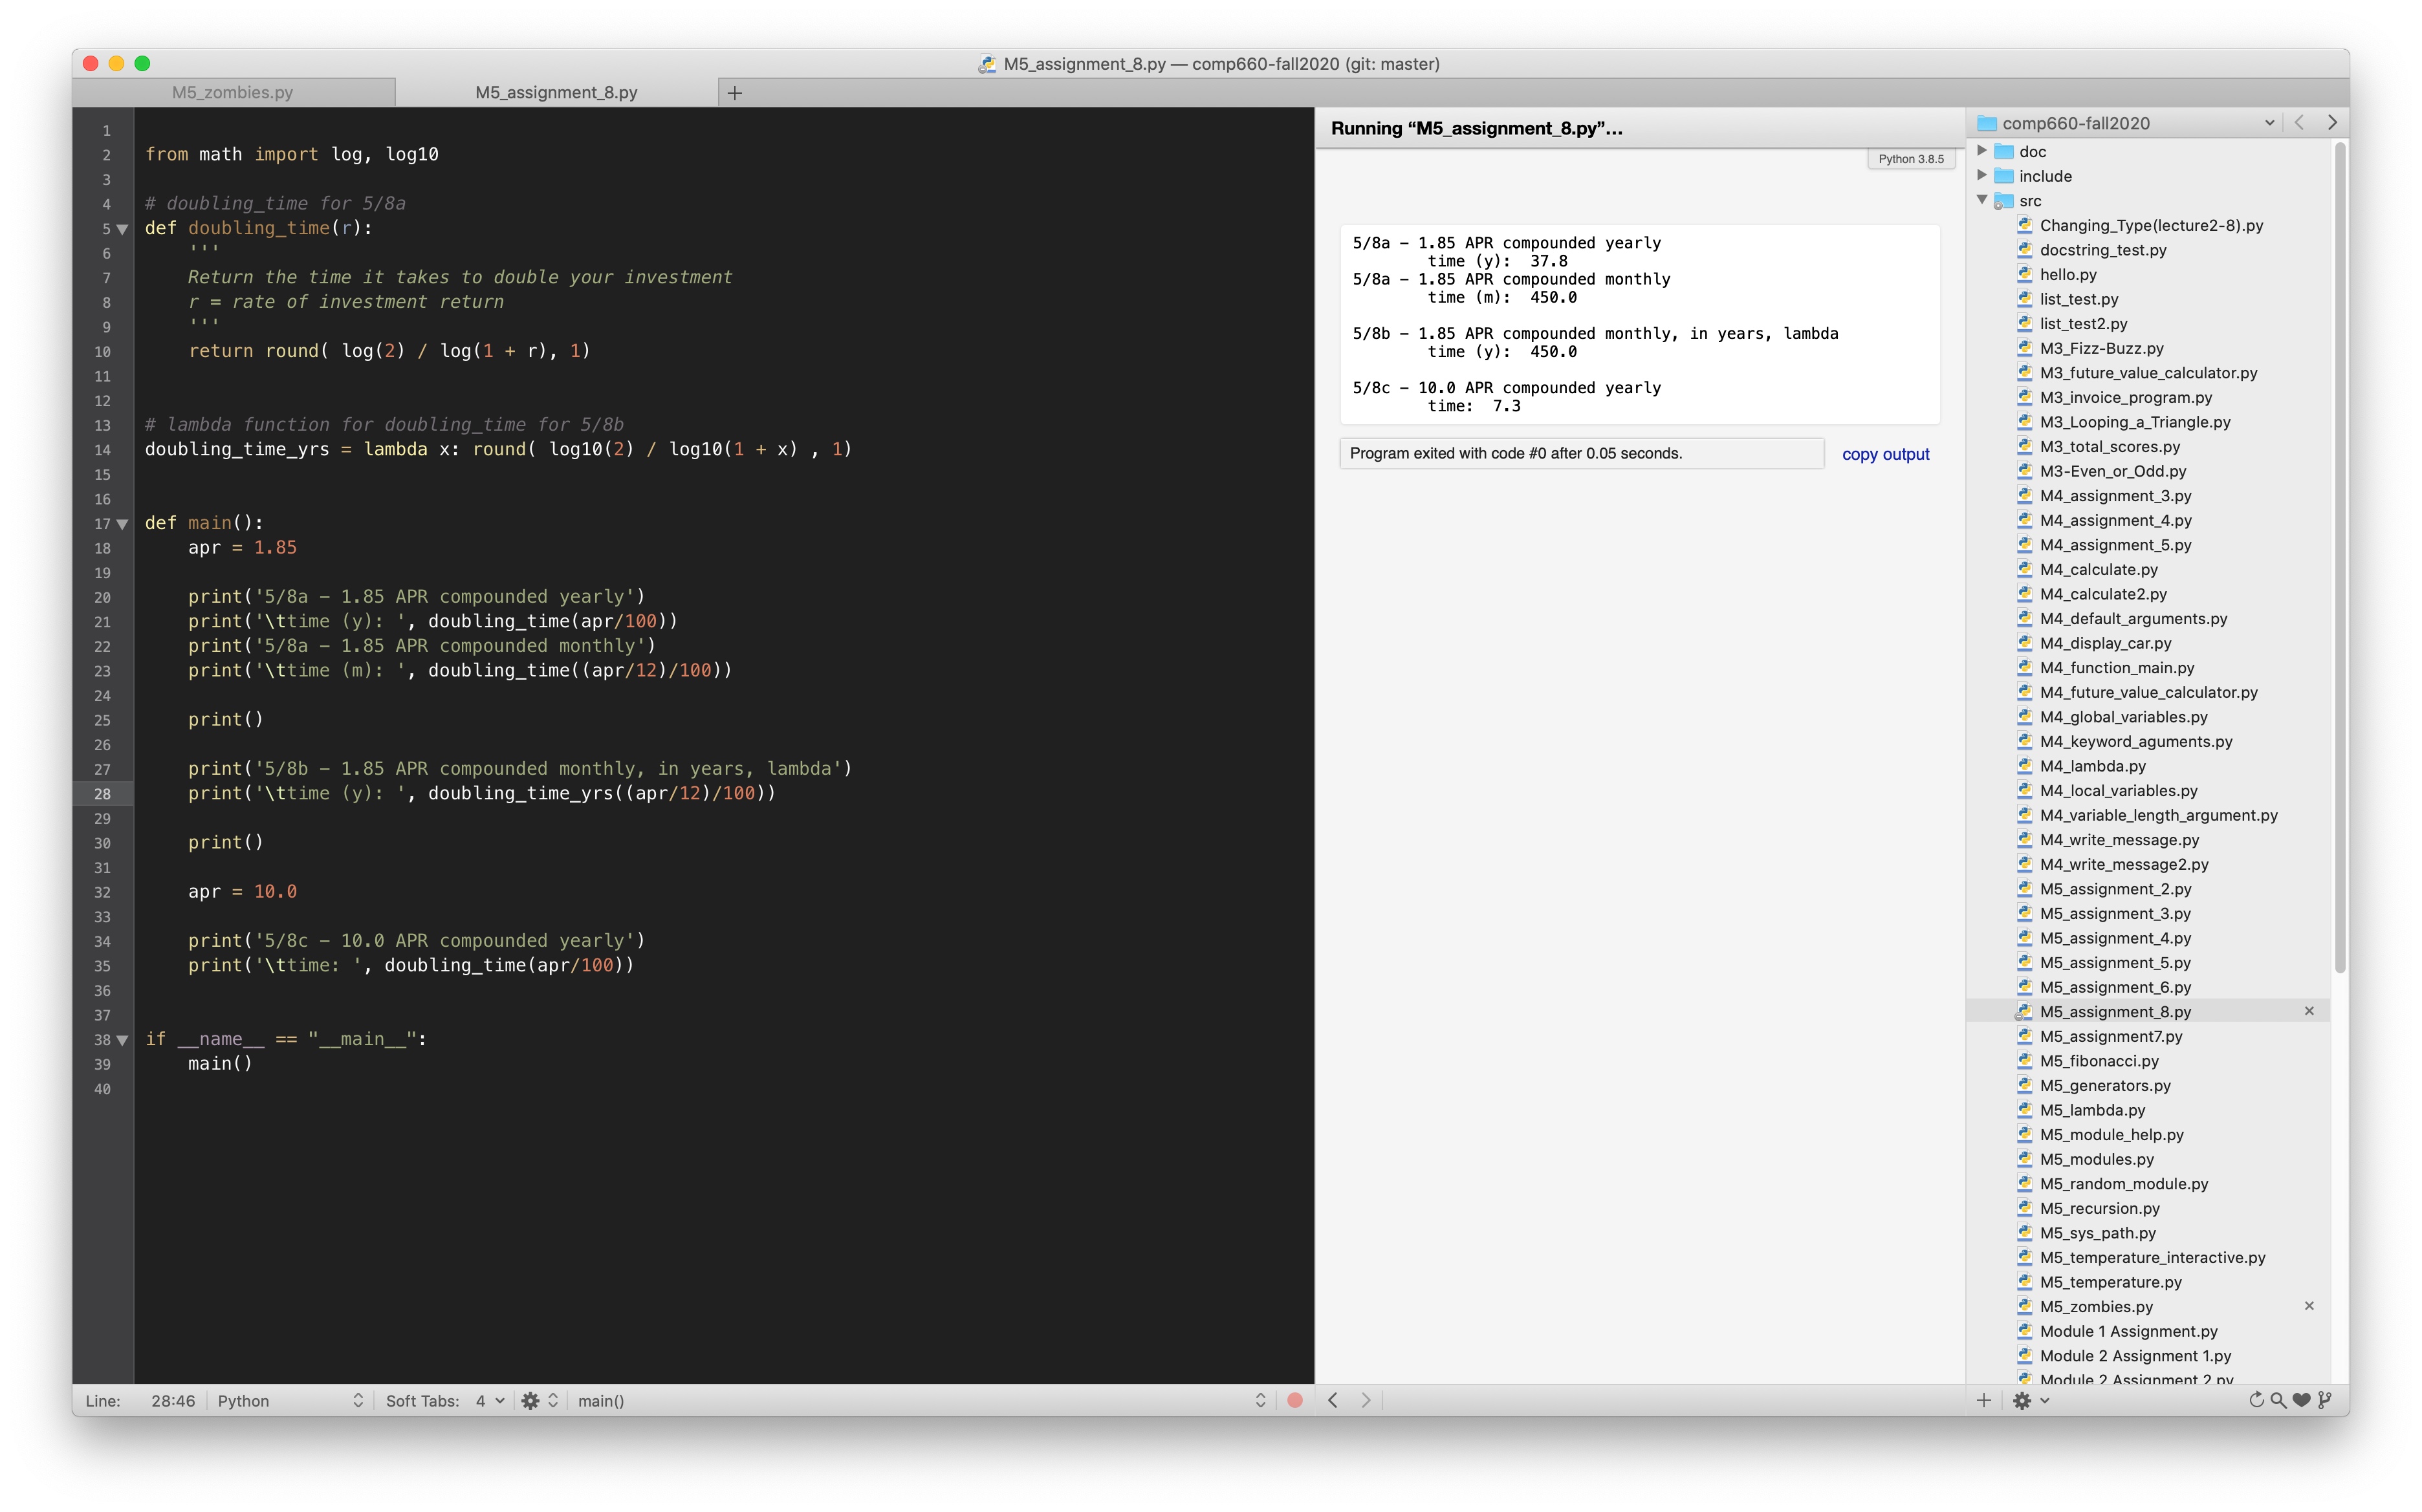 M5_assignment_8.py — comp660-fall2020 (git: master)
M5_zombies.py
M5_assignment_8.py
1
2 from math import log, log10
3
4 # doubling_time for 5/8a
5 def doubling_time(r):
6 '''
7 Return the time it takes to double your investment
8 r = rate of investment return
9 '''
10 return round( log(2) / log(1 + r), 1)
11
12
13 # lambda function for doubling_time for 5/8b
14 doubling_time_yrs = lambda x: round( log10(2) / log10(1 + x) , 1)
15
16
17 def main():
18 apr = 1.85
19
20 print('5/8a – 1.85 APR compounded yearly')
21 print('\ttime (y): ', doubling_time(apr/100))
22 print('5/8a – 1.85 APR compounded monthly')
23 print('\ttime (m): ', doubling_time((apr/12)/100))
24
25 print()
26
27 print('5/8b – 1.85 APR compounded monthly, in years, lambda')
28 print('\ttime (y): ', doubling_time_yrs((apr/12)/100))
29
30 print()
31
32 apr = 10.0
33
34 print('5/8c – 10.0 APR compounded yearly')
35 print('\ttime: ', doubling_time(apr/100))
36
37
38 if __name__ == "__main__":
39 main()
40
Line: 28:46 Python Soft Tabs: 4 main()
Running “M5_assignment_8.py”…
Python 3.8.5
5/8a – 1.85 APR compounded yearly
time (y): 37.8
5/8a – 1.85 APR compounded monthly
time (m): 450.0
5/8b – 1.85 APR compounded monthly, in years, lambda
time (y): 450.0
5/8c – 10.0 APR compounded yearly
time: 7.3
Program exited with code #0 after 0.05 seconds.
copy output
comp660-fall2020
doc
include
src
Changing_Type(lecture2-8).py
docstring_test.py
hello.py
list_test.py
list_test2.py
M3_Fizz-Buzz.py
M3_future_value_calculator.py
M3_invoice_program.py
M3_Looping_a_Triangle.py
M3_total_scores.py
M3-Even_or_Odd.py
M4_assignment_3.py
M4_assignment_4.py
M4_assignment_5.py
M4_calculate.py
M4_calculate2.py
M4_default_arguments.py
M4_display_car.py
M4_function_main.py
M4_future_value_calculator.py
M4_global_variables.py
M4_keyword_aguments.py
M4_lambda.py
M4_local_variables.py
M4_variable_length_argument.py
M4_write_message.py
M4_write_message2.py
M5_assignment_2.py
M5_assignment_3.py
M5_assignment_4.py
M5_assignment_5.py
M5_assignment_6.py
M5_assignment_8.py
M5_assignment7.py
M5_fibonacci.py
M5_generators.py
M5_lambda.py
M5_module_help.py
M5_modules.py
M5_random_module.py
M5_recursion.py
M5_sys_path.py
M5_temperature_interactive.py
M5_temperature.py
M5_zombies.py
Module 1 Assignment.py
Module 2 Assignment 1.py
Module 2 Assignment 2.py